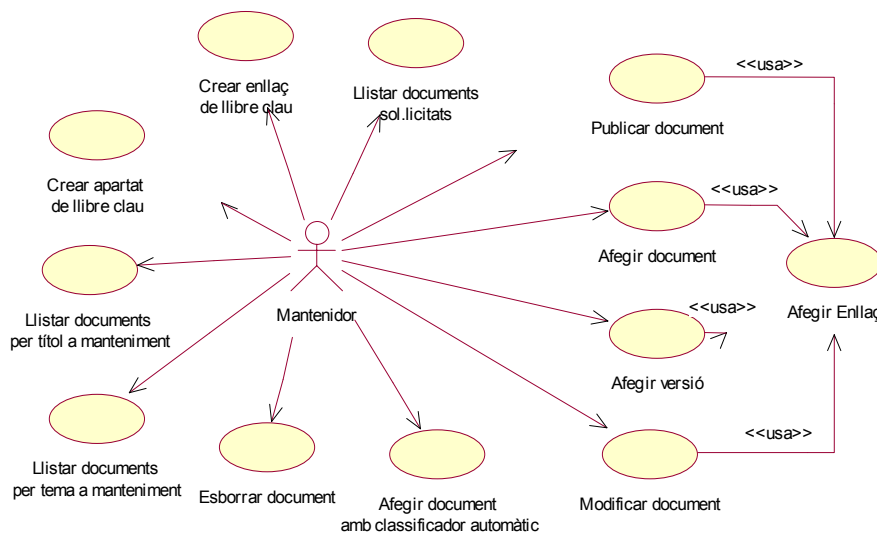 <<usa>>
Crear enllaç
de llibre clau
Llistar documents
sol.licitats
Publicar document
Crear apartat
de llibre clau
<<usa>>
Afegir document
Llistar documents
per títol a manteniment
Mantenidor
<<usa>>
Afegir Enllaç
Afegir versió
<<usa>>
Llistar documents
per tema a manteniment
Esborrar document
Afegir document
amb classificador automàtic
Modificar document